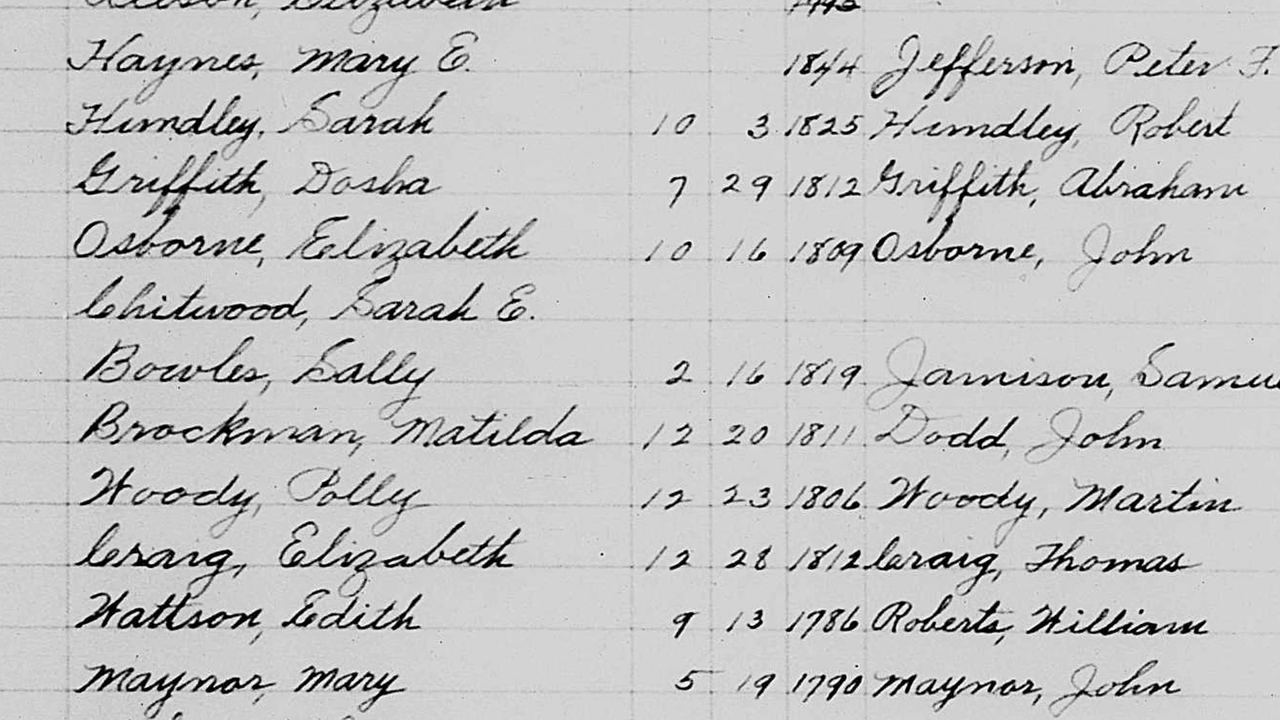 Haynes, Mary E. 1844 Jefferson, Peter F.
Hundley, Sarah 10 3 1825 Hundley, Robert
Griffith, Dosha 7 29 1812 Griffith, Abraham
Osborne, Elizabeth 10 16 1809 Osborne, John
Chitwood, Sarah E.
Bowles, Sally 2 16 1819 Jamison, Samu
Brockman, Matilda 12 20 1811 Dodd, John
Woody, Polly 12 23 1806 Woody, Martin
Craig, Elizabeth 12 28 1812 Craig, Thomas
Wattson, Edith 9 13 1786 Roberts, William
Maynor, Mary 5 19 1790 Maynor, John